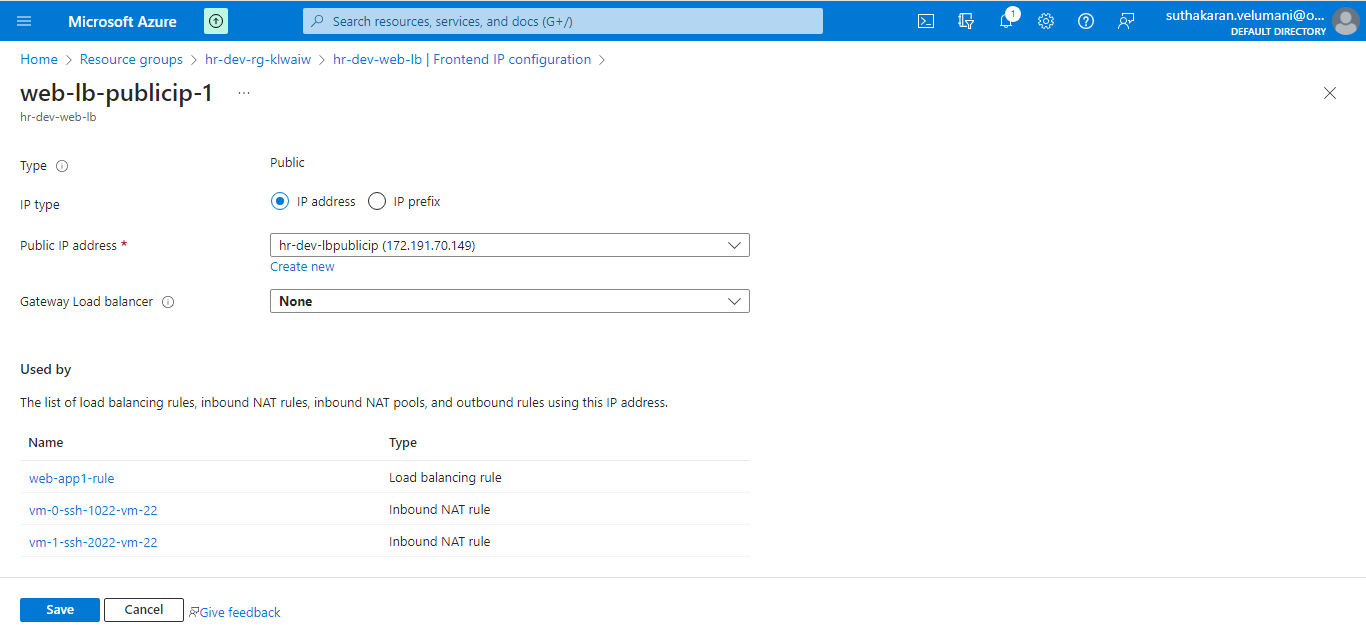 Microsoft Azure
Search resources, services, and docs (G+/)
1
suthakaran.velumani@o...
DEFAULT DIRECTORY
Home > Resource groups > hr-dev-rg-klwaiw > hr-dev-web-lb | Frontend IP configuration >
web-lb-publicip-1 ...
hr-dev-web-lb
Type Public
IP type IP address IP prefix
Public IP address * hr-dev-lbpublicip (172.191.70.149)
Create new
Gateway Load balancer None
Used by
The list of load balancing rules, inbound NAT rules, inbound NAT pools, and outbound rules using this IP address.
Name Type
web-app1-rule Load balancing rule
vm-0-ssh-1022-vm-22 Inbound NAT rule
vm-1-ssh-2022-vm-22 Inbound NAT rule
Save Cancel Give feedback